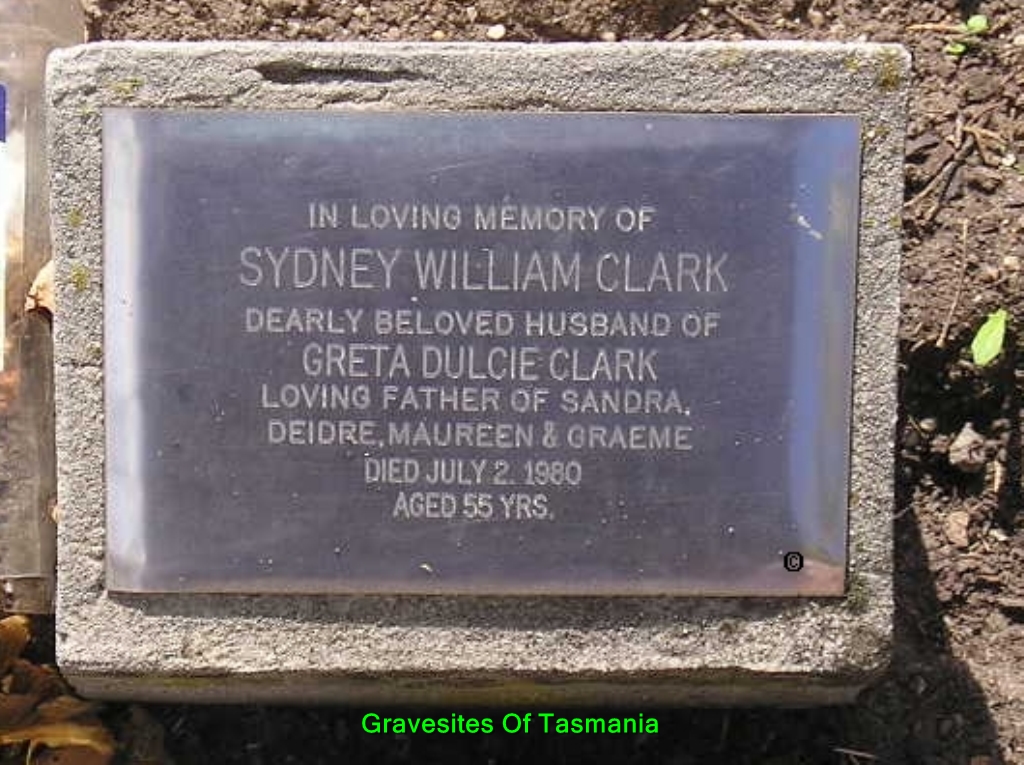 IN LOVING MEMORY OF
SYDNEY WILLIAM CLARK
DEARLY BELOVED HUSBAND OF
GRETA DULCIE CLARK
LOVING FATHER OF SANDRA,
DEIDRE, MAUREEN & GRAEME
DIED JULY 2. 1980
AGED 55 YRS.
©
Gravesites Of Tasmania